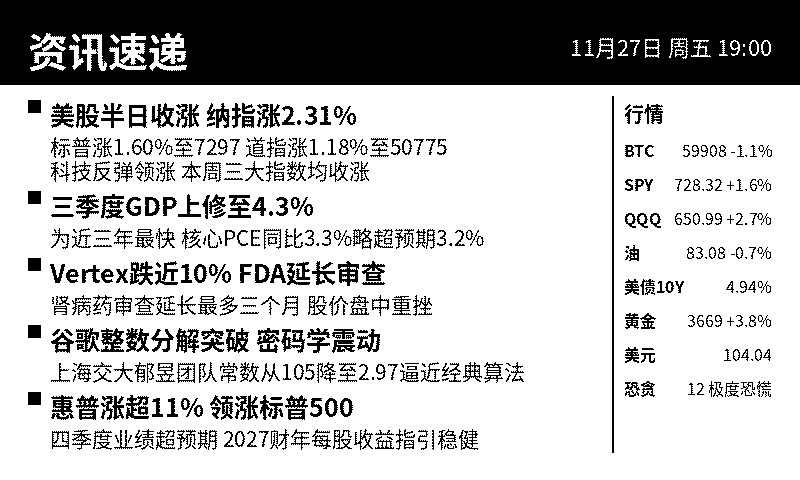 资讯速递
11月27日 周五 19:00
美股半日收涨 纳指涨2.31%
标普涨1.60%至7297 道指涨1.18%至50775
科技反弹领涨 本周三大指数均收涨
三季度GDP上修至4.3%
为近三年最快 核心PCE同比3.3%略超预期3.2%
Vertex跌近10% FDA延长审查
肾病药审查延长最多三个月 股价盘中重挫
谷歌整数分解突破 密码学震动
上海交大郁昱团队常数从105降至2.97逼近经典算法
惠普涨超11% 领涨标普500
四季度业绩超预期 2027财年每股收益指引稳健
行情
BTC 59908 -1.1%
SPY 728.32 +1.6%
QQQ 650.99 +2.7%
油 83.08 -0.7%
美债10Y 4.94%
黄金 3669 +3.8%
美元 104.04
恐贪 12 极度恐慌